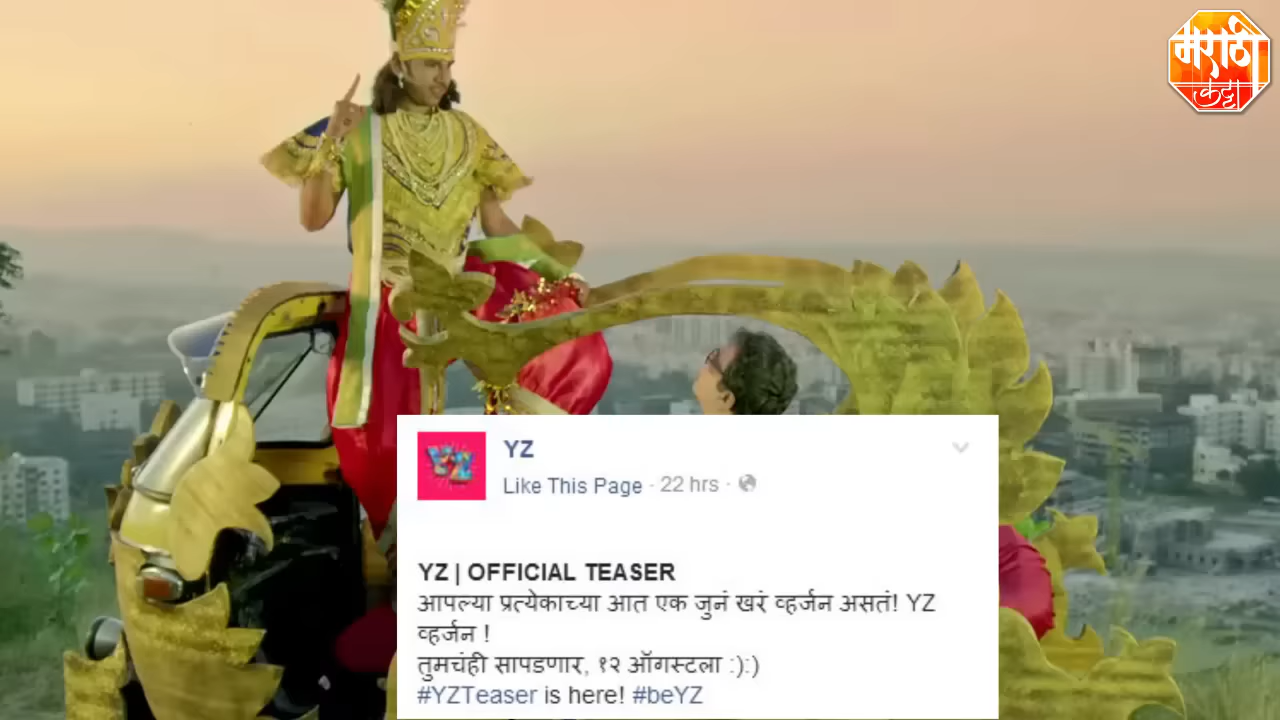 मराठी
कट्टा
YZ
Like This Page · 22 hrs ·
YZ | OFFICIAL TEASER
आपल्या प्रत्येकाच्या आत एक जुनं खरं व्हर्जन असतं! YZ
व्हर्जन !
तुमचंही सापडणार, १२ ऑगस्टला :):)
#YZTeaser is here! #beYZ